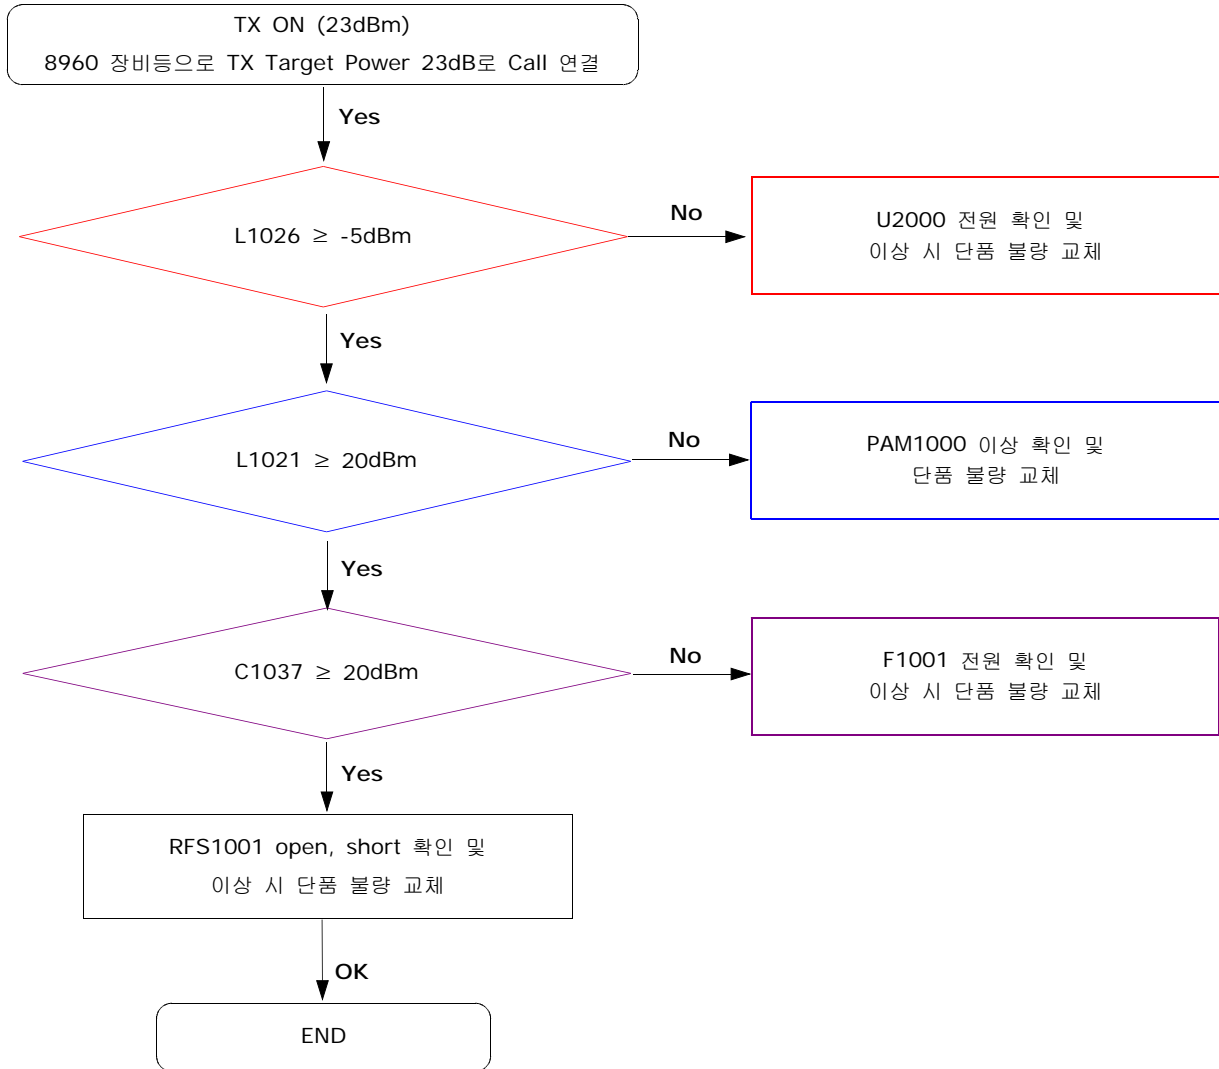 TX ON (23dBm)
8960 장비등으로 TX Target Power 23dB로 Call 연결
Yes
L1026 ≥ -5dBm
No
U2000 전원 확인 및
이상 시 단품 불량 교체
Yes
L1021 ≥ 20dBm
No
PAM1000 이상 확인 및
단품 불량 교체
Yes
C1037 ≥ 20dBm
No
F1001 전원 확인 및
이상 시 단품 불량 교체
Yes
RFS1001 open, short 확인 및
이상 시 단품 불량 교체
OK
END